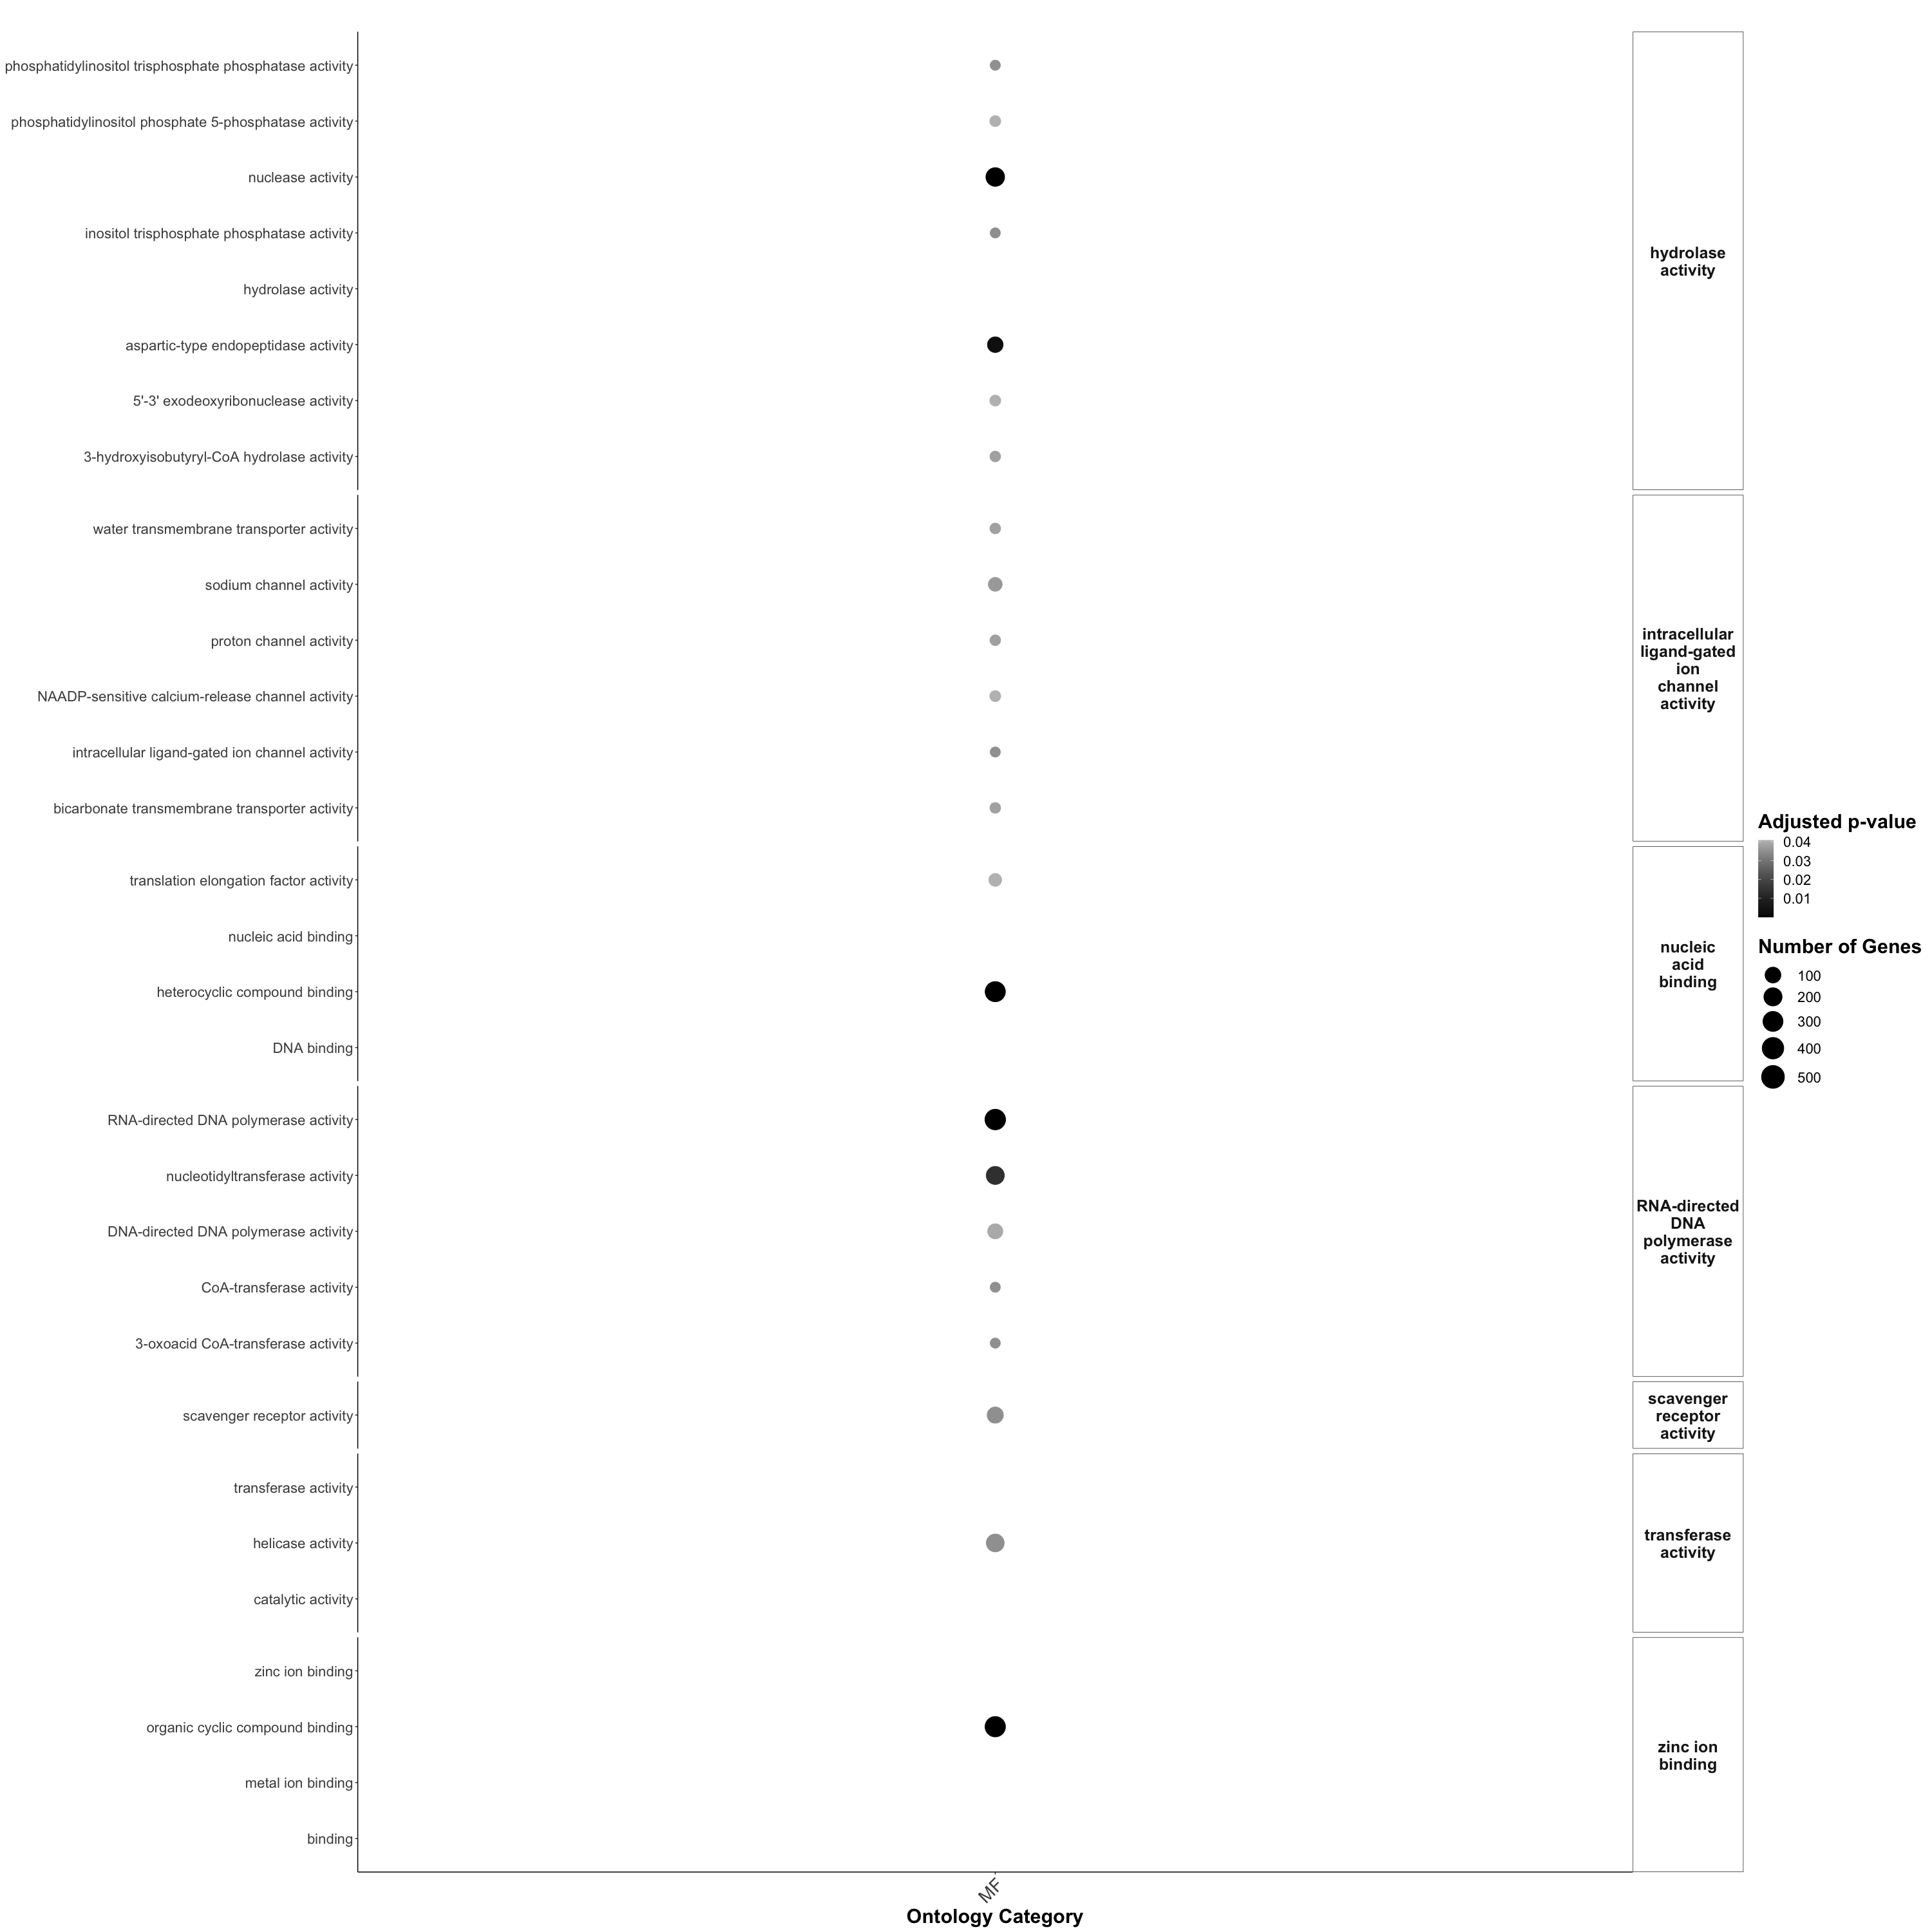 phosphatidylinositol trisphosphate phosphatase activity
phosphatidylinositol phosphate 5-phosphatase activity
nuclease activity
inositol trisphosphate phosphatase activity
hydrolase activity
aspartic-type endopeptidase activity
5'-3' exodeoxyribonuclease activity
3-hydroxyisobutyryl-CoA hydrolase activity
hydrolase
activity
water transmembrane transporter activity
sodium channel activity
proton channel activity
NAADP-sensitive calcium-release channel activity
intracellular ligand-gated ion channel activity
bicarbonate transmembrane transporter activity
intracellular
ligand-gated
ion
channel
activity
translation elongation factor activity
nucleic acid binding
heterocyclic compound binding
DNA binding
nucleic
acid
binding
RNA-directed DNA polymerase activity
nucleotidyltransferase activity
DNA-directed DNA polymerase activity
CoA-transferase activity
3-oxoacid CoA-transferase activity
RNA-directed
DNA
polymerase
activity
scavenger receptor activity
scavenger
receptor
activity
transferase activity
helicase activity
catalytic activity
transferase
activity
zinc ion binding
organic cyclic compound binding
metal ion binding
binding
zinc ion
binding
MF
Ontology Category
Adjusted p-value
0.04
0.03
0.02
0.01
Number of Genes
100
200
300
400
500